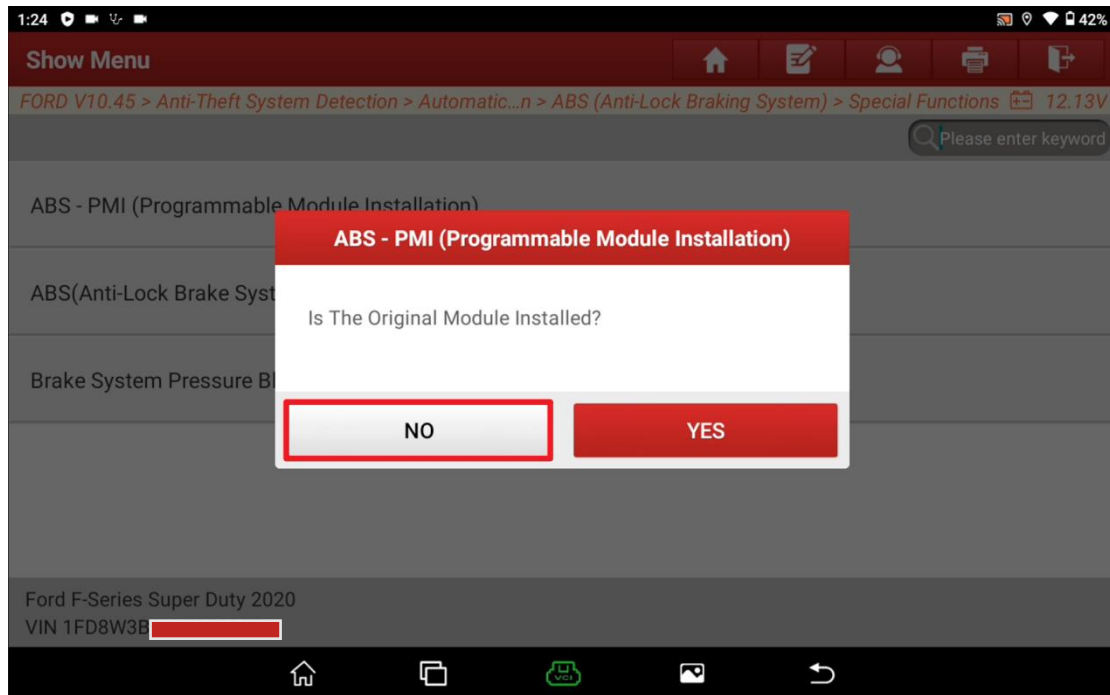 1:24 42%
Show Menu
FORD V10.45 > Anti-Theft System Detection > Automatic...n > ABS (Anti-Lock Braking System) > Special Functions 12.13V
Please enter keyword
ABS - PMI (Programmable Module Installation)
ABS - PMI (Programmable Module Installation)
ABS(Anti-Lock Brake Syst
Is The Original Module Installed?
Brake System Pressure Bl
NO YES
Ford F-Series Super Duty 2020
VIN 1FD8W3B
VCI